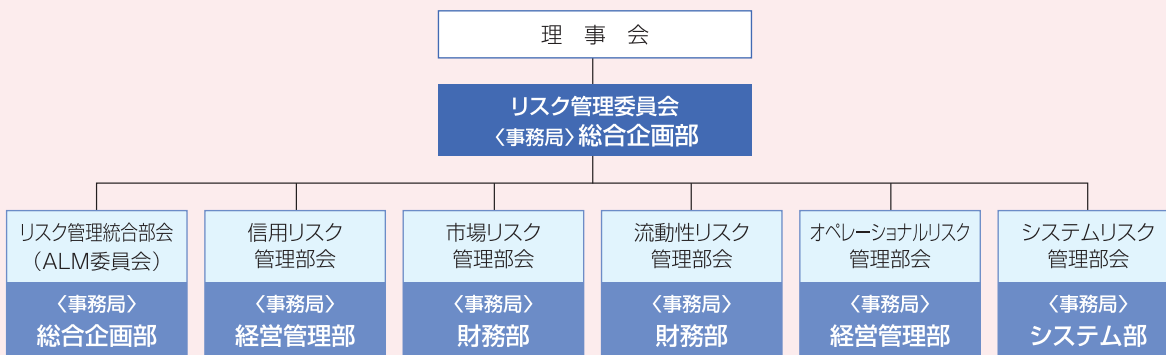 理事会
リスク管理委員会
〈事務局〉総合企画部
リスク管理統合部会
（ALM委員会）
〈事務局〉
総合企画部
信用リスク
管理部会
〈事務局〉
経営管理部
市場リスク
管理部会
〈事務局〉
財務部
流動性リスク
管理部会
〈事務局〉
財務部
オペレーショナルリスク
管理部会
〈事務局〉
経営管理部
システムリスク
管理部会
〈事務局〉
システム部